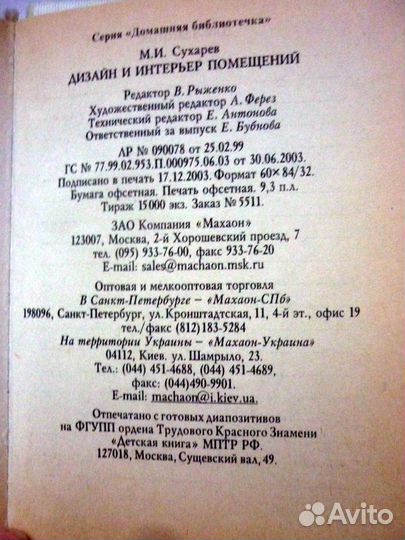 Серия «Домашняя библиотечка»
М.И. Сухарев
ДИЗАЙН И ИНТЕРЬЕР ПОМЕЩЕНИЙ
Редактор В. Рыженко
Художественный редактор А. Ферез
Технический редактор Е. Антонова
Ответственный за выпуск Е. Бубнова
ЛР № 090078 от 25.02.99
ГС № 77.99.02.953.П.000975.06.03 от 30.06.2003.
Подписано в печать 17.12.2003. Формат 60×84/32.
Бумага офсетная. Печать офсетная. 9,3 п.л.
Тираж 15000 экз. Заказ № 5511.
ЗАО Компания «Махаон»
123007, Москва, 2-й Хорошевский проезд, 7
тел. (095) 933-76-00, факс 933-76-20
E-mail: sales@machaon.msk.ru
Оптовая и мелкооптовая торговля
В Санкт-Петербурге – «Махаон-СПб»
198096, Санкт-Петербург, ул.Кронштадтская, 11, 4-й эт., офис 19
тел./факс (812) 183-5284
На территории Украины – «Махаон-Украина»
04112, Киев. ул. Шамрыло, 23.
Тел.: (044) 451-4688, (044) 451-4689,
факс: (044)490-9901.
E-mail: machaon@i.kiev.ua.
Отпечатано с готовых диапозитивов
на ФГУПП ордена Трудового Красного Знамени
«Детская книга» МПТР РФ.
127018, Москва, Сущевский вал, 49.
Avito